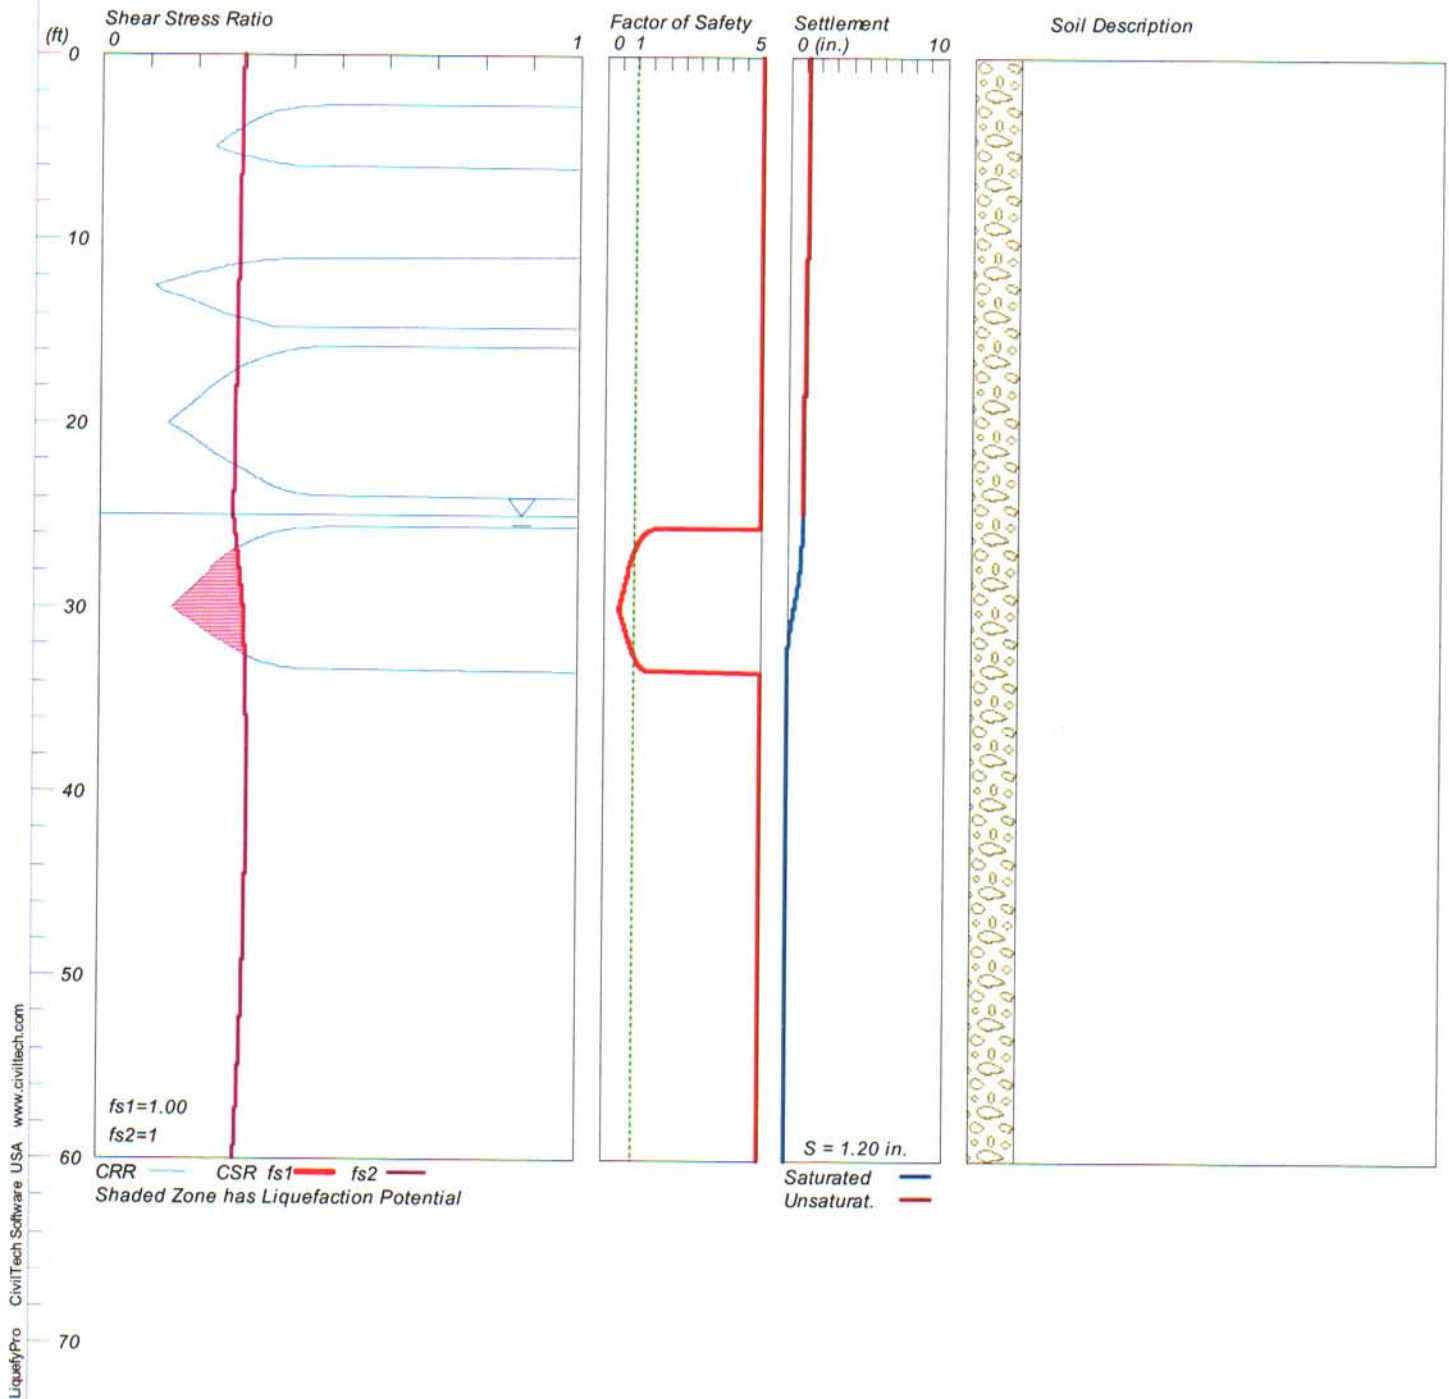 Shear Stress Ratio
Factor of Safety
Settlement
Soil Description
(ft)
0
1
0 1
5
0 (in.)
10
0
10
20
30
40
50
60
70
fs1=1.00
fs2=1
S = 1.20 in.
CRR CSR fs1 fs2
Shaded Zone has Liquefaction Potential
Saturated
Unsaturat.
LiquefyPro CivilTech Software USA www.civiltech.com